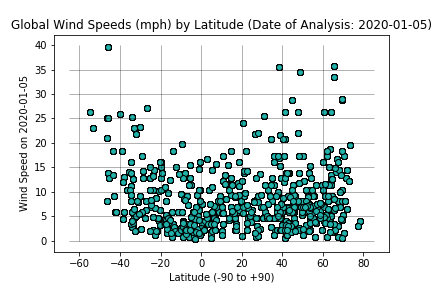 Global Wind Speeds (mph) by Latitude (Date of Analysis: 2020-01-05)
Wind Speed on 2020-01-05
40
35
30
25
20
15
10
5
0
−60 −40 −20 0 20 40 60 80
Latitude (-90 to +90)